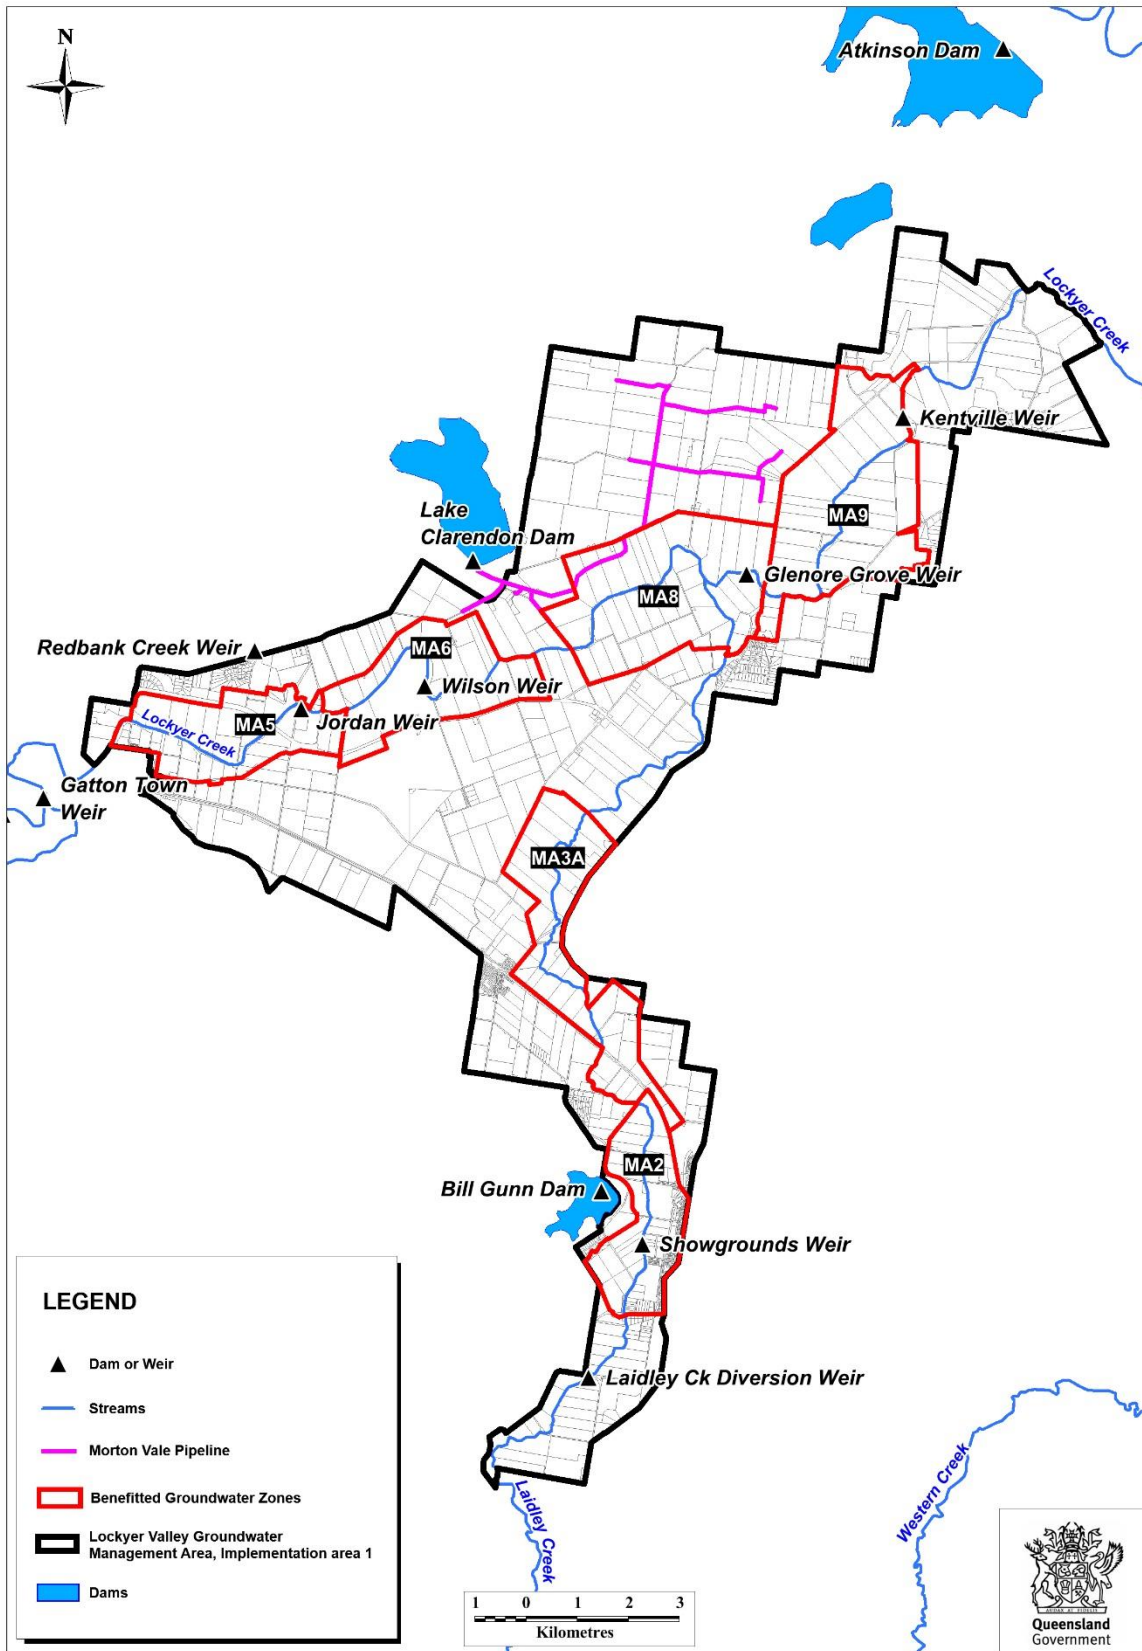 N
Atkinson Dam
Lockyer Creek
Kentville Weir
Lake
Clarendon Dam
MA9
Glenore Grove Weir
MA8
Redbank Creek Weir
MA6
Wilson Weir
MA5
Jordan Weir
Lockyer Creek
Gatton Town
Weir
MA3A
MA2
Bill Gunn Dam
Showgrounds Weir
Laidley Ck Diversion Weir
Laidley Creek
Western Creek
LEGEND
Dam or Weir
Streams
Morton Vale Pipeline
Benefitted Groundwater Zones
Lockyer Valley Groundwater
Management Area, Implementation area 1
Dams
1 0 1 2 3
Kilometres
AUDAX AT FIDELIS
Queensland
Government